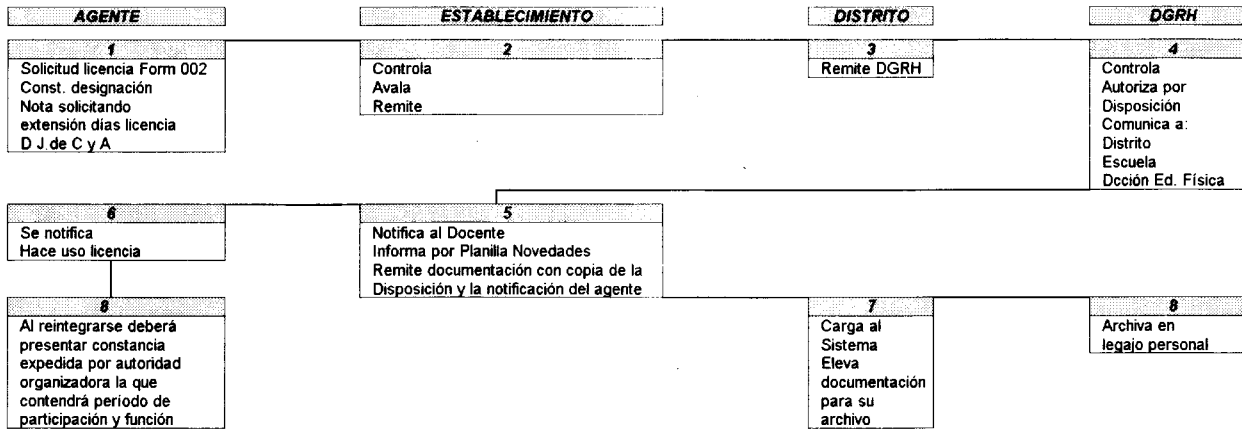 AGENTE
ESTABLECIMIENTO
DISTRITO
DGRH
1
Solicitud licencia Form 002
Const. designación
Nota solicitando
extensión días licencia
D J. de C y A
2
Controla
Avala
Remite
3
Remite DGRH
4
Controla
Autoriza por
Disposición
Comunica a:
Distrito
Escuela
Dcción Ed. Física
6
Se notifica
Hace uso licencia
5
Notifica al Docente
Informa por Planilla Novedades
Remite documentación con copia de la
Disposición y la notificación del agente
8
Al reintegrarse deberá
presentar constancia
expedida por autoridad
organizadora la que
contendrá período de
participación y función
7
Carga al
Sistema
Eleva
documentación
para su
archivo
8
Archiva en
legajo personal